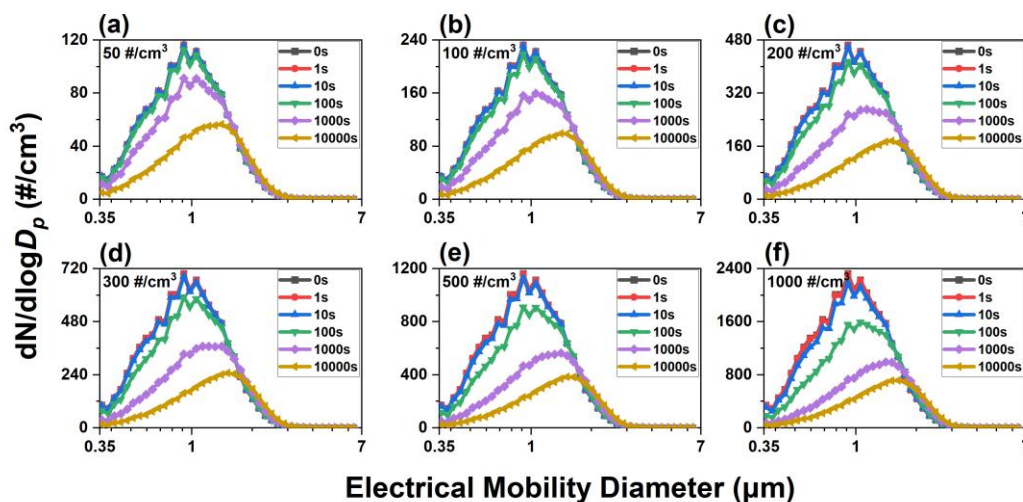 (a)
(b)
(c)
120
80
40
0
50 #/cm³
0s
1s
10s
100s
1000s
10000s
0.35
1
7
240
160
80
0
100 #/cm³
0s
1s
10s
100s
1000s
10000s
0.35
1
7
480
320
160
0
200 #/cm³
0s
1s
10s
100s
1000s
10000s
0.35
1
7
dN/dlogDₚ (#/cm³)
(d)
(e)
(f)
720
480
240
0
300 #/cm³
0s
1s
10s
100s
1000s
10000s
0.35
1
7
1200
800
400
0
500 #/cm³
0s
1s
10s
100s
1000s
10000s
0.35
1
7
2400
1600
800
0
1000 #/cm³
0s
1s
10s
100s
1000s
10000s
0.35
1
Electrical Mobility Diameter (μm)